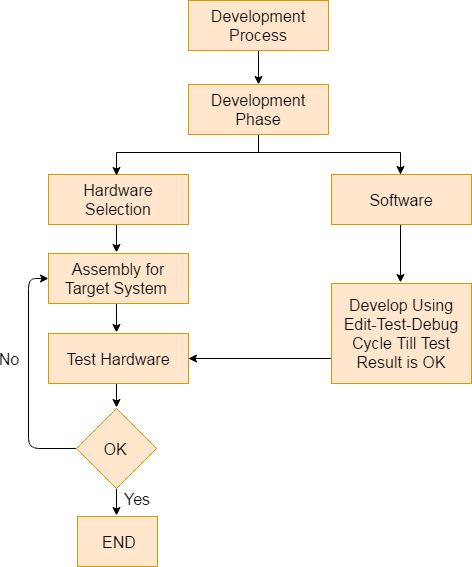 Development
Process
Development
Phase
Hardware
Selection
Software
Assembly for
Target System
Develop Using
Edit-Test-Debug
Cycle Till Test
Result is OK
No
Test Hardware
OK
Yes
END